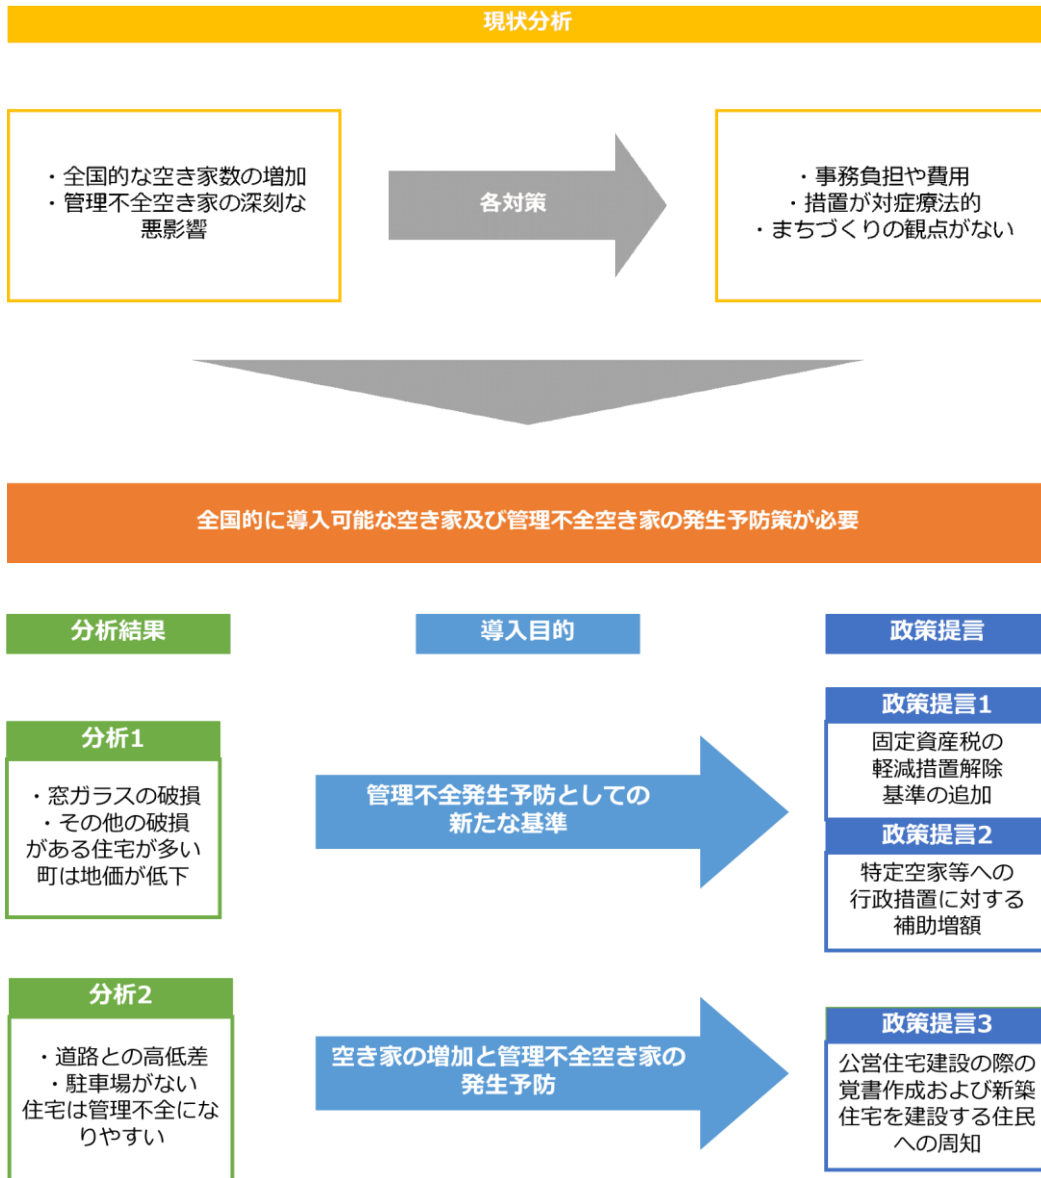 現状分析
・全国的な空き家数の増加
・管理不全空き家の深刻な
悪影響
各対策
・事務負担や費用
・措置が対症療法的
・まちづくりの観点がない
全国的に導入可能な空き家及び管理不全空き家の発生予防策が必要
分析結果
導入目的
政策提言
分析1
・窓ガラスの破損
・その他の破損
がある住宅が多い
町は地価が低下
管理不全発生予防としての
新たな基準
政策提言1
固定資産税の
軽減措置解除
基準の追加
政策提言2
特定空家等への
行政措置に対する
補助増額
分析2
・道路との高低差
・駐車場がない
住宅は管理不全にな
りやすい
空き家の増加と管理不全空き家の
発生予防
政策提言3
公営住宅建設の際の
覚書作成および新築
住宅を建設する住民
への周知